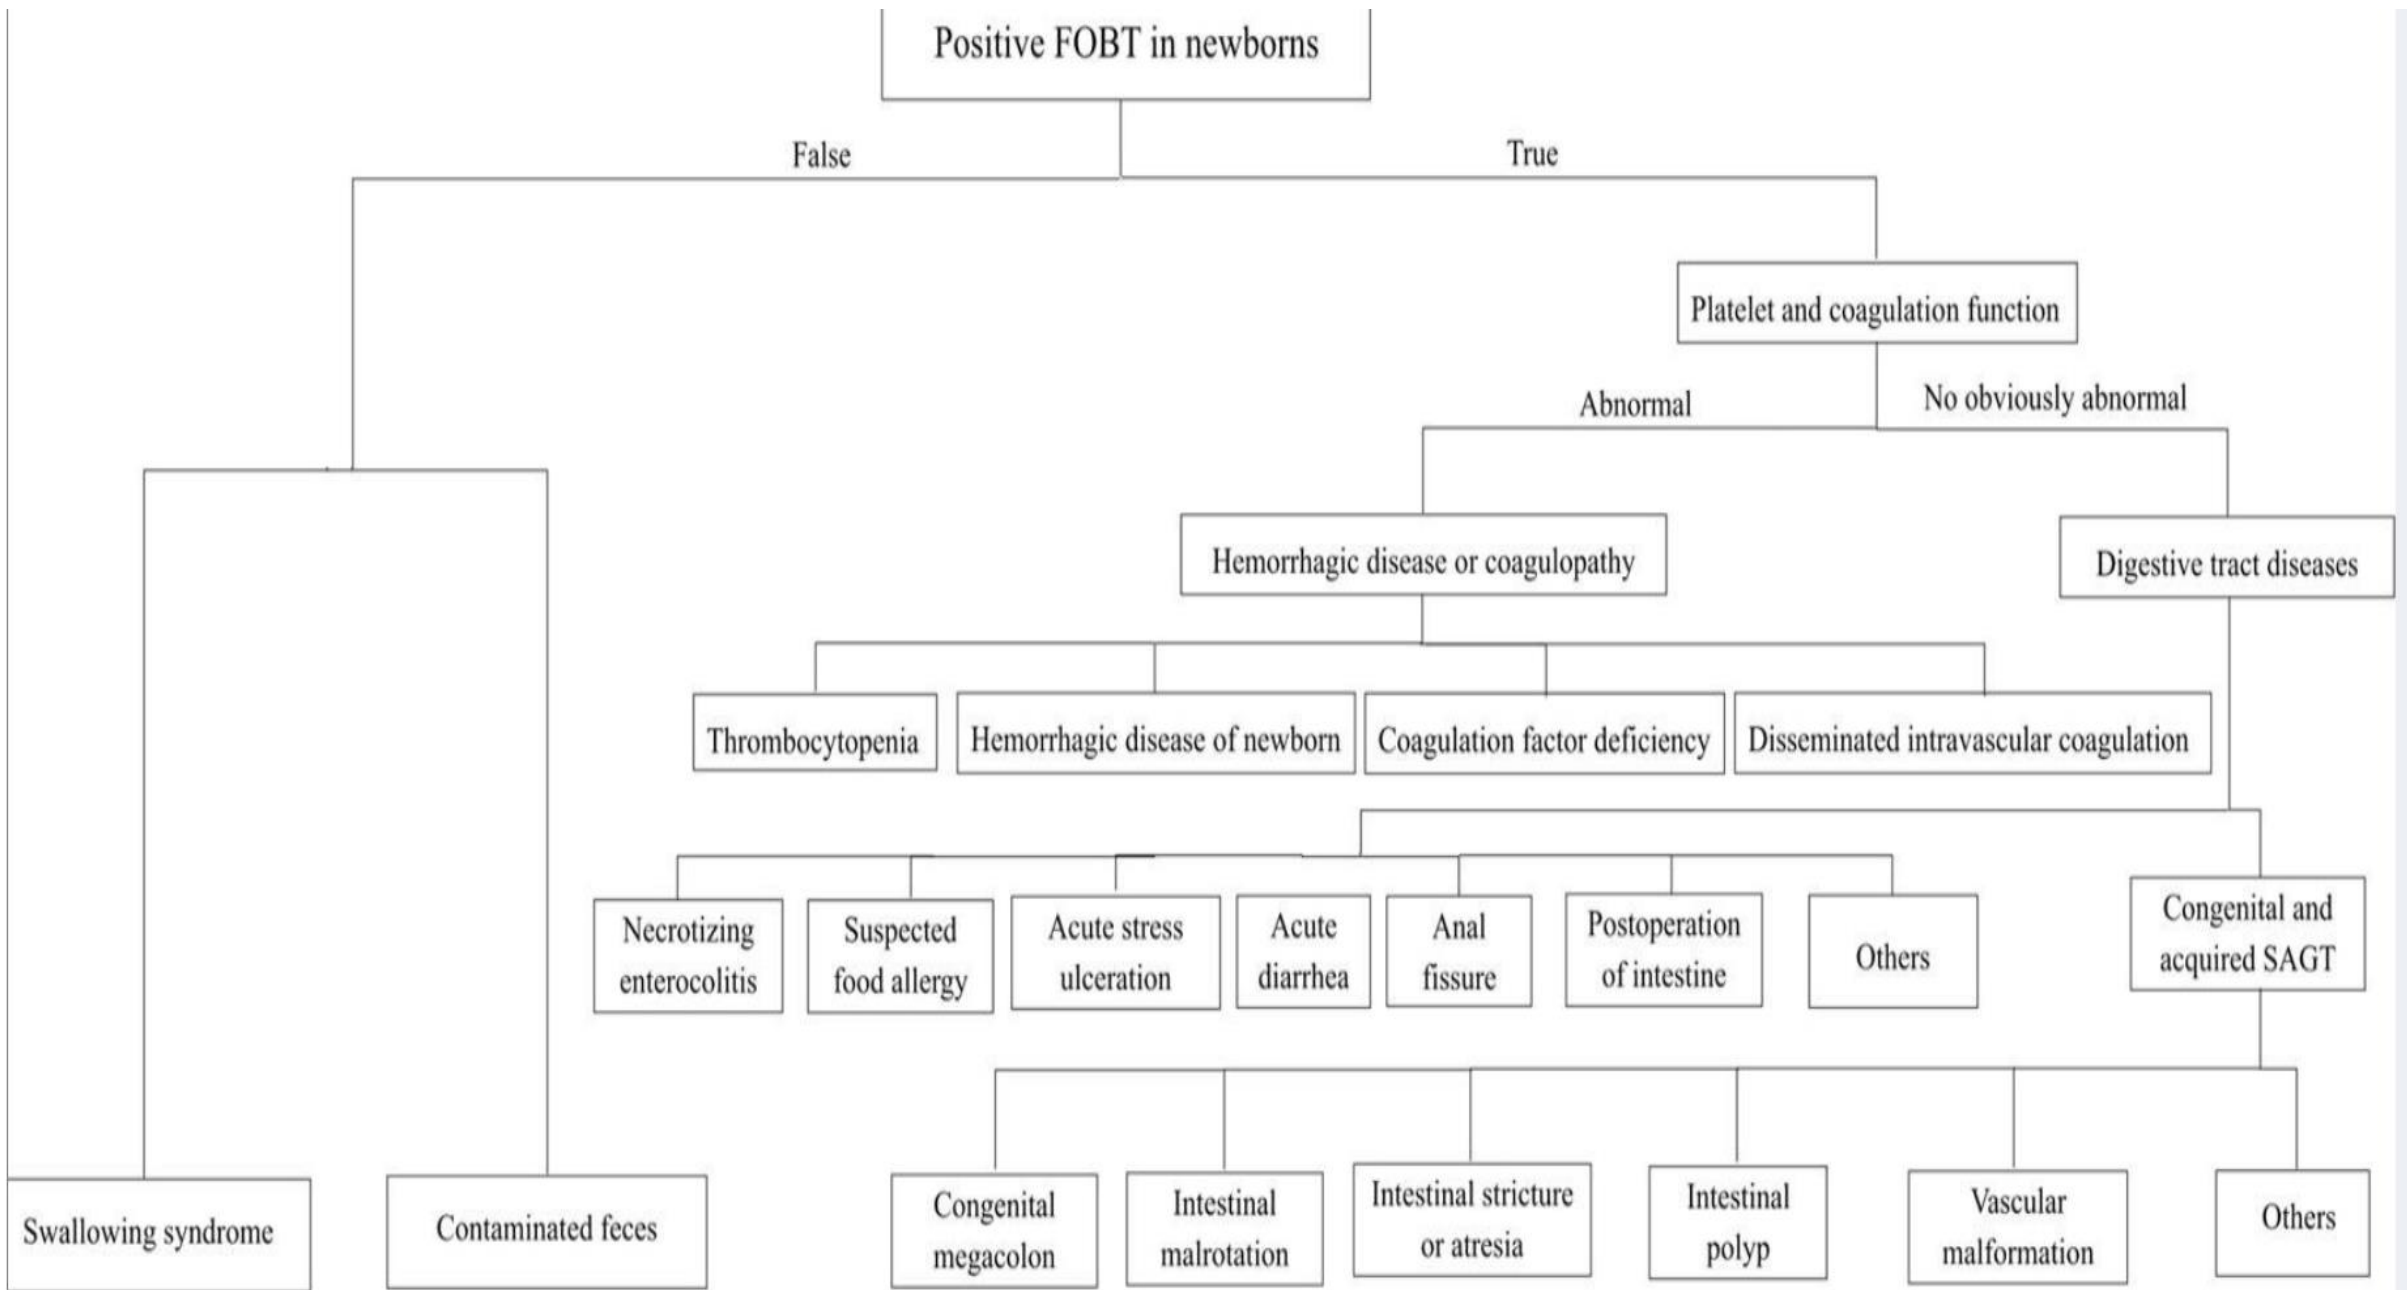 Positive FOBT in newborns
False
True
Platelet and coagulation function
Abnormal
No obviously abnormal
Hemorrhagic disease or coagulopathy
Digestive tract diseases
Thrombocytopenia
Hemorrhagic disease of newborn
Coagulation factor deficiency
Disseminated intravascular coagulation
Necrotizing
enterocolitis
Suspected
food allergy
Acute stress
ulceration
Acute
diarrhea
Anal
fissure
Postoperation
of intestine
Others
Congenital and
acquired SAGT
Swallowing syndrome
Contaminated feces
Congenital
megacolon
Intestinal
malrotation
Intestinal stricture
or atresia
Intestinal
polyp
Vascular
malformation
Others